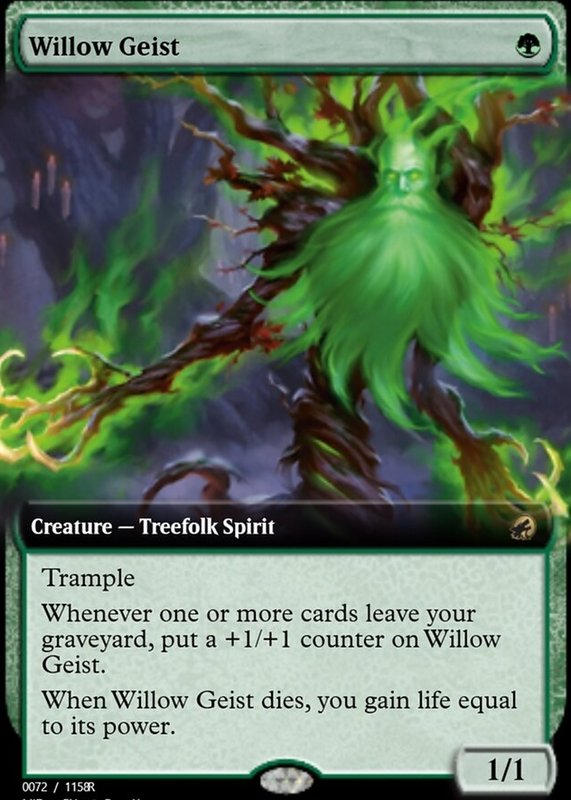 Willow Geist
Creature — Treefolk Spirit
Trample
Whenever one or more cards leave your
graveyard, put a +1/+1 counter on Willow
Geist.
When Willow Geist dies, you gain life equal
to its power.
1/1
0072 / 1158R